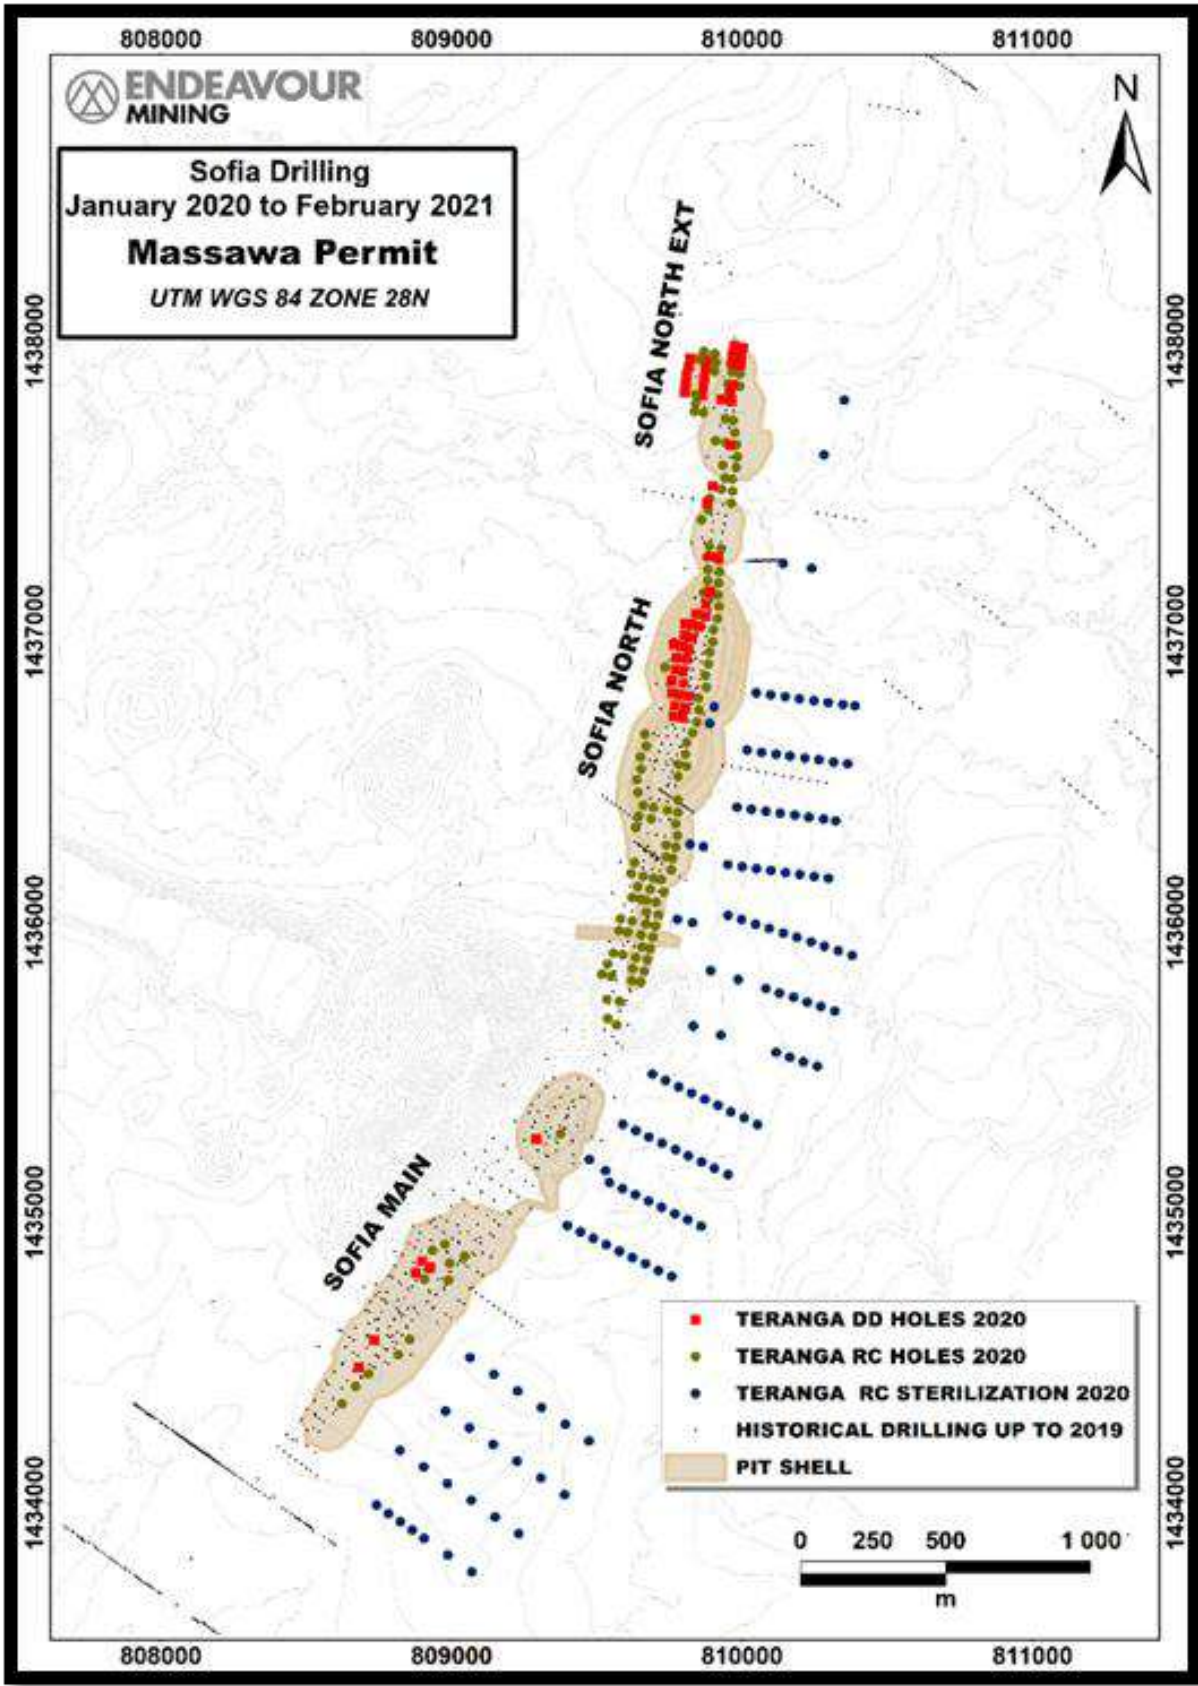 808000 809000 810000 811000
ENDEAVOUR
MINING
N
Sofia Drilling
January 2020 to February 2021
Massawa Permit
UTM WGS 84 ZONE 28N
SOFIA NORTH EXT
1438000
1438000
SOFIA NORTH
1437000
1437000
1436000
1436000
SOFIA MAIN
1435000
1435000
TERANGA DD HOLES 2020
TERANGA RC HOLES 2020
TERANGA RC STERILIZATION 2020
HISTORICAL DRILLING UP TO 2019
PIT SHELL
1434000
1434000
0 250 500 1 000
m
808000 809000 810000 811000